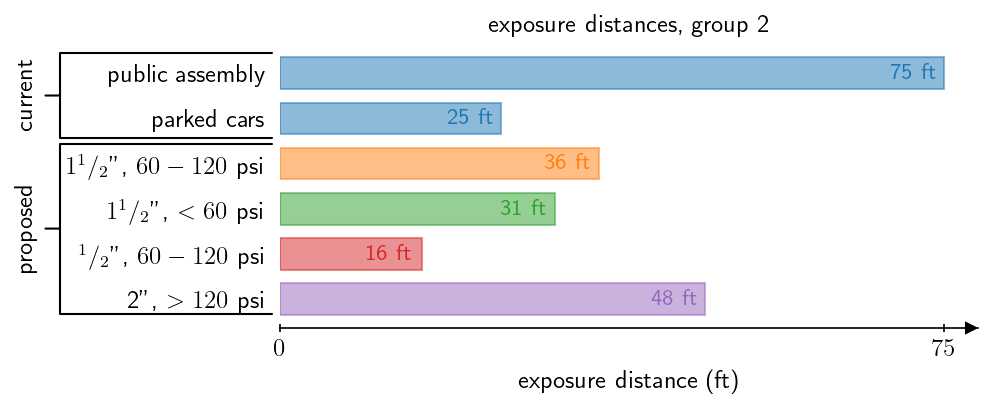 exposure distances, group 2
current
public assembly
75 ft
parked cars
25 ft
proposed
1¹/₂”, 60 − 120 psi
36 ft
1¹/₂”, < 60 psi
31 ft
¹/₂”, 60 − 120 psi
16 ft
2”, > 120 psi
48 ft
0
75
exposure distance (ft)